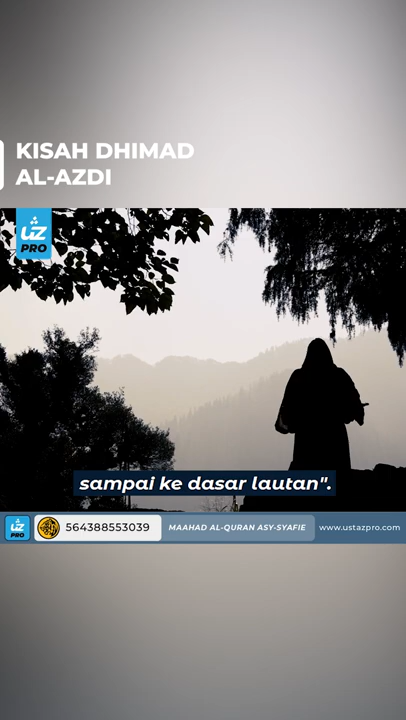 KISAH DHIMAD
AL-AZDI
UZ
PRO
sampai ke dasar lautan".
UZ
PRO
564388553039
MAAHAD AL-QURAN ASY-SYAFIE
www.ustazpro.com